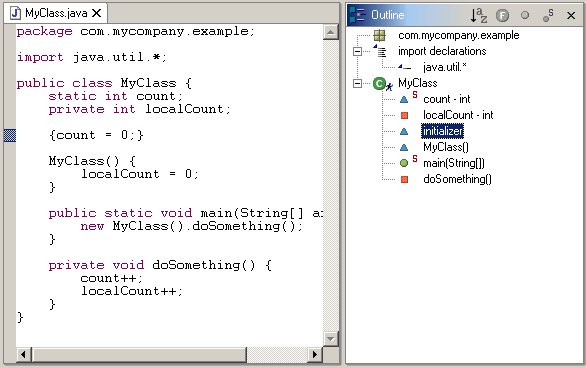 MyClass.java
package com.mycompany.example;
import java.util.*;
public class MyClass {
static int count;
private int localCount;
{count = 0;}
MyClass() {
localCount = 0;
}
public static void main(String[] a
new MyClass().doSomething();
}
private void doSomething() {
count++;
localCount++;
}
}
Outline
com.mycompany.example
import declarations
java.util.*
MyClass
S count - int
localCount - int
initializer
MyClass()
S main(String[])
doSomething()